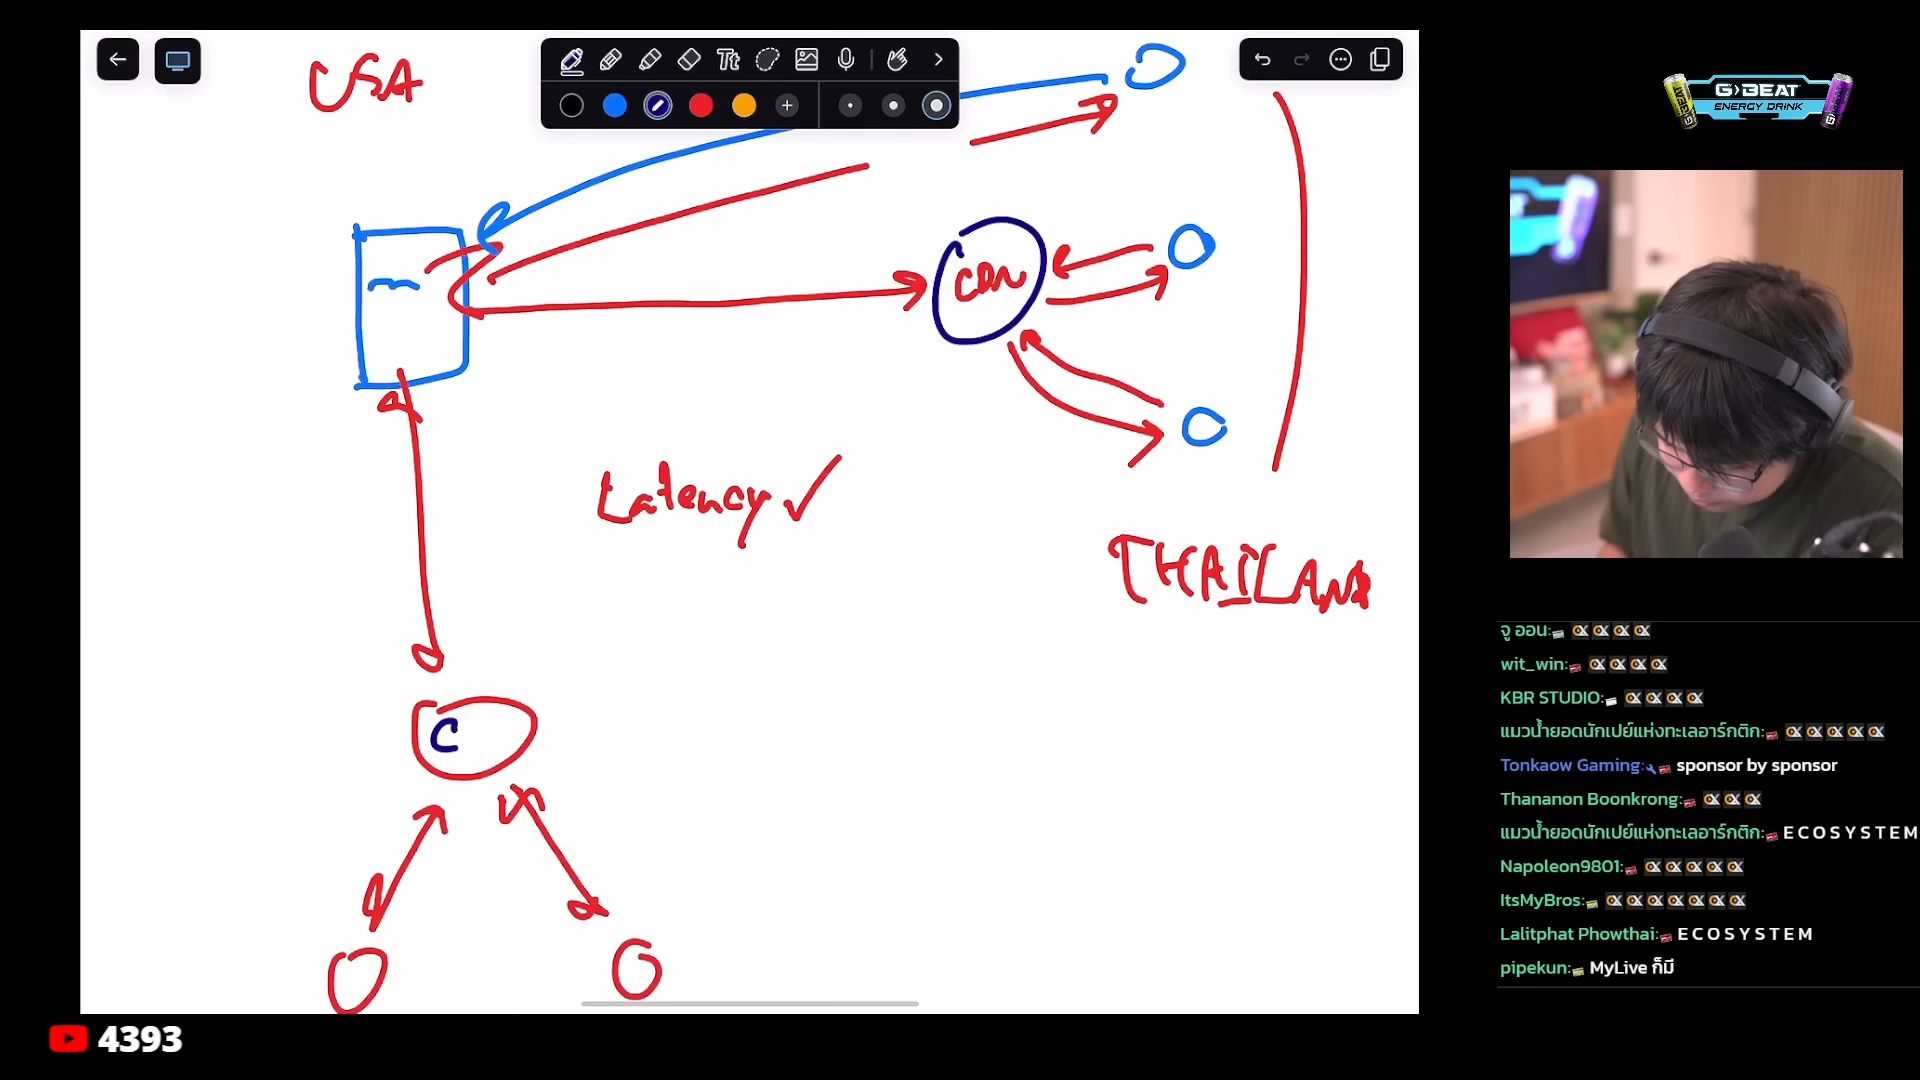 USA
Tt
G>BEAT
ENERGY DRINK
CDN
Latency ✓
THAILAND
C
จู ออน:
wit_win:
KBR STUDIO:
แมวน้ำยอดนักเปย์แห่งทะเลอาร์กติก:
Tonkaow Gaming: sponsor by sponsor
Thananon Boonkrong:
แมวน้ำยอดนักเปย์แห่งทะเลอาร์กติก: E C O S Y S T E M
Napoleon9801:
ItsMyBros:
Lalitphat Phowthai: E C O S Y S T E M
pipekun: MyLive ก็มี
4393